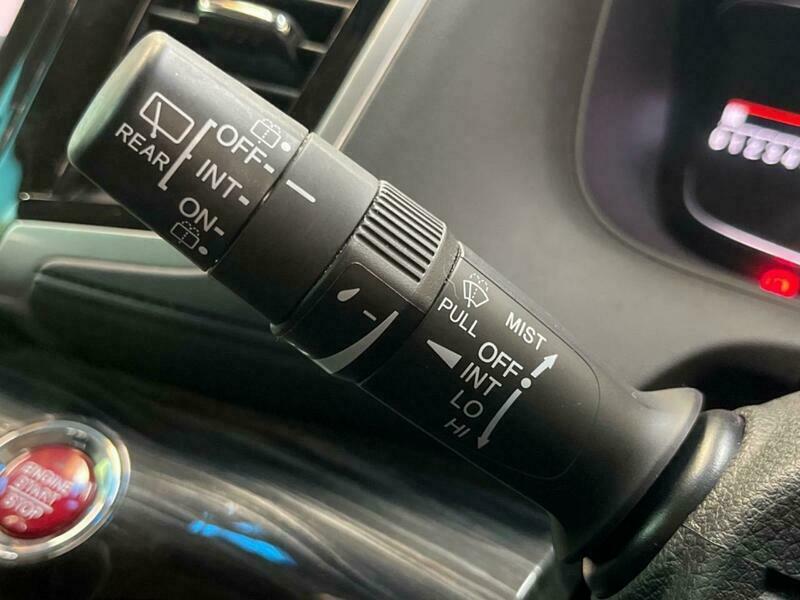 REAR
OFF
INT
ON
PULL
MIST
OFF
INT
LO
HI
ENGINE
START
STOP